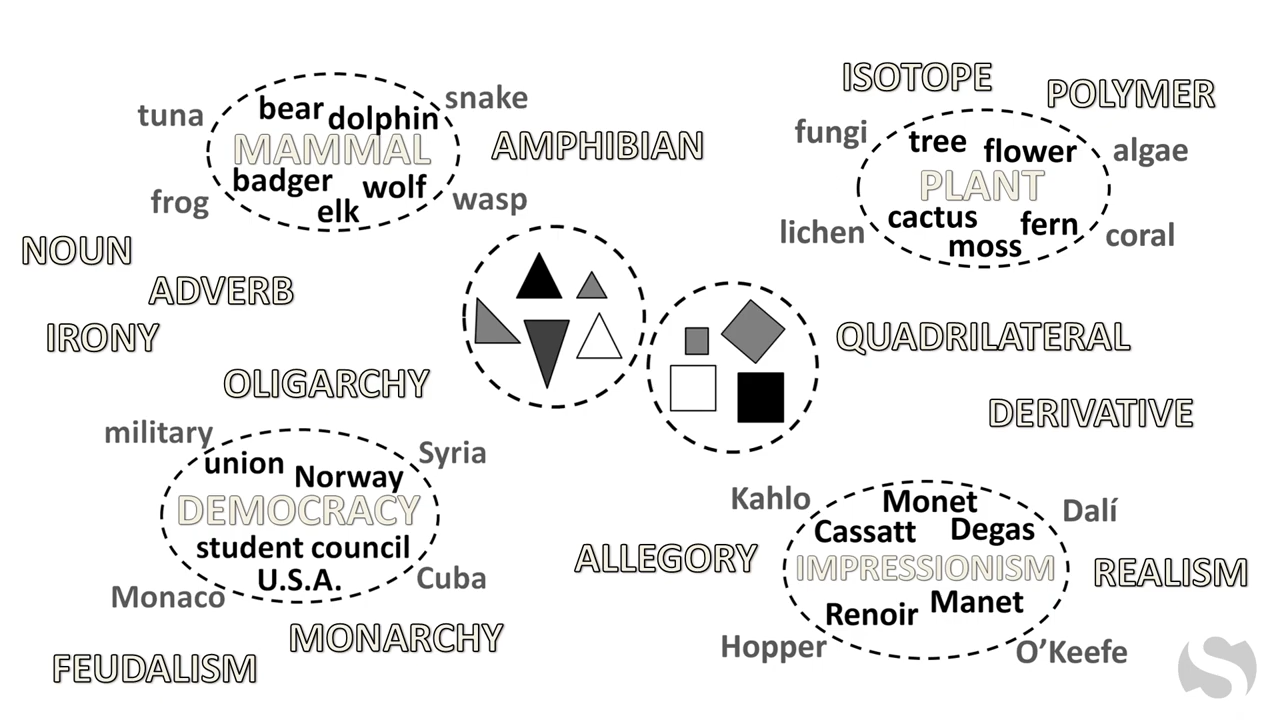 ISOTOPE
POLYMER
tuna
bear
dolphin
snake
MAMMAL
AMPHIBIAN
badger
wolf
frog
elk
wasp
fungi
tree
flower
algae
PLANT
cactus
fern
lichen
moss
coral
NOUN
ADVERB
IRONY
QUADRILATERAL
OLIGARCHY
DERIVATIVE
military
union
Norway
Syria
DEMOCRACY
student council
U.S.A.
Cuba
Monaco
MONARCHY
FEUDALISM
Kahlo
Monet
Dalí
Cassatt
Degas
ALLEGORY
IMPRESSIONISM
REALISM
Renoir
Manet
Hopper
O'Keefe
S